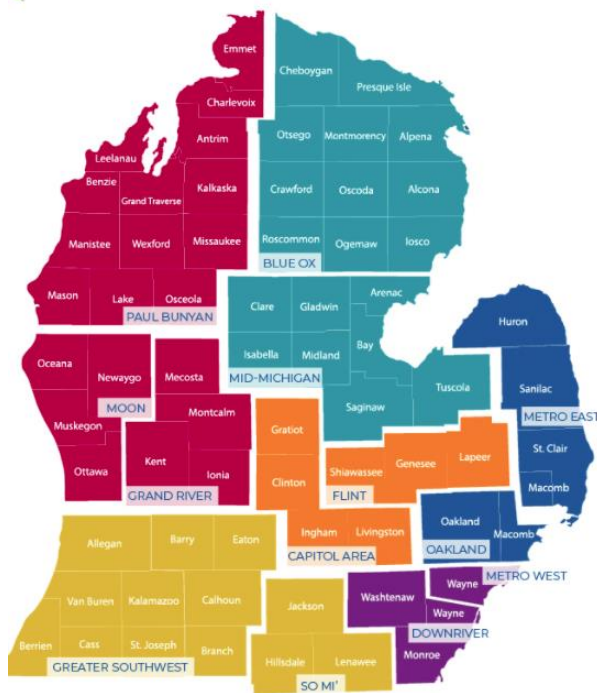 Emmet
Cheboygan
Presque Isle
Charlevoix
Antrim
Otsego
Montmorency
Alpena
Leelanau
Benzie
Grand Traverse
Kalkaska
Crawford
Oscoda
Alcona
Manistee
Wexford
Missaukee
Roscommon
Ogemaw
Iosco
BLUE OX
Mason
Lake
Osceola
PAUL BUNYAN
Clare
Gladwin
Arenac
Huron
Isabella
Midland
Bay
MID-MICHIGAN
Saginaw
Tuscola
Sanilac
METRO EAST
Oceana
Newaygo
MOON
Mecosta
Montcalm
Muskegon
Ottawa
Kent
Ionia
GRAND RIVER
Gratiot
Clinton
Shiawassee
Genesee
Lapeer
FLINT
St. Clair
Macomb
Ingham
Livingston
CAPITOL AREA
Oakland
Macomb
OAKLAND
METRO WEST
Allegan
Barry
Eaton
Van Buren
Kalamazoo
Calhoun
Berrien
Cass
St. Joseph
Branch
GREATER SOUTHWEST
Jackson
Hillsdale
Lenawee
SO MI'
Washtenaw
Wayne
Wayne
DOWNRIVER
Monroe